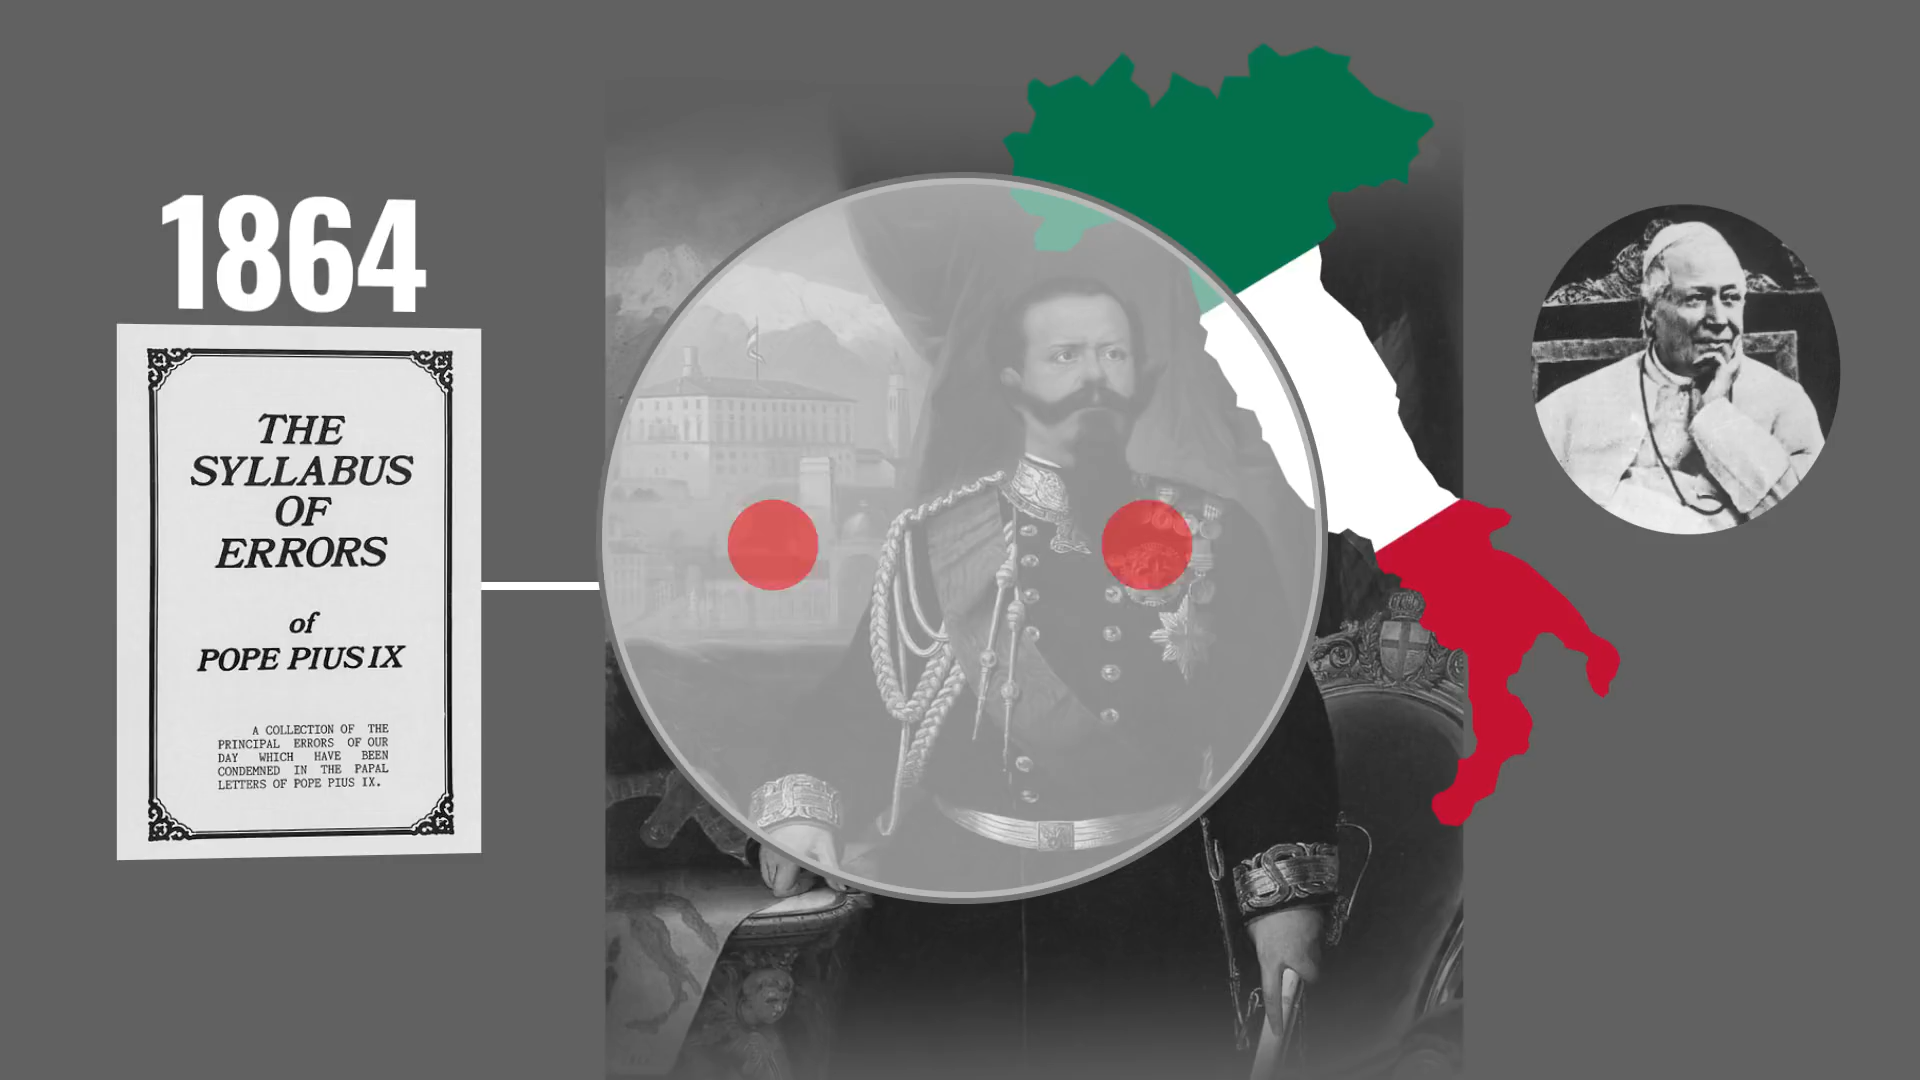 1864
THE
SYLLABUS
OF
ERRORS
of
POPE PIUS IX
A COLLECTION OF THE
PRINCIPAL ERRORS OF OUR
DAY WHICH HAVE BEEN
CONDEMNED IN THE PAPAL
LETTERS OF POPE PIUS IX.